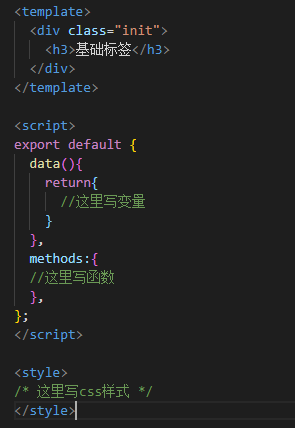 <template>
  <div class="init">
    <h3>基础标签</h3>
  </div>
</template>

<script>
export default {
  data(){
    return{
      //这里写变量
    }
  },
  methods:{
  //这里写函数
  },
};
</script>

<style>
/* 这里写css样式 */
</style>